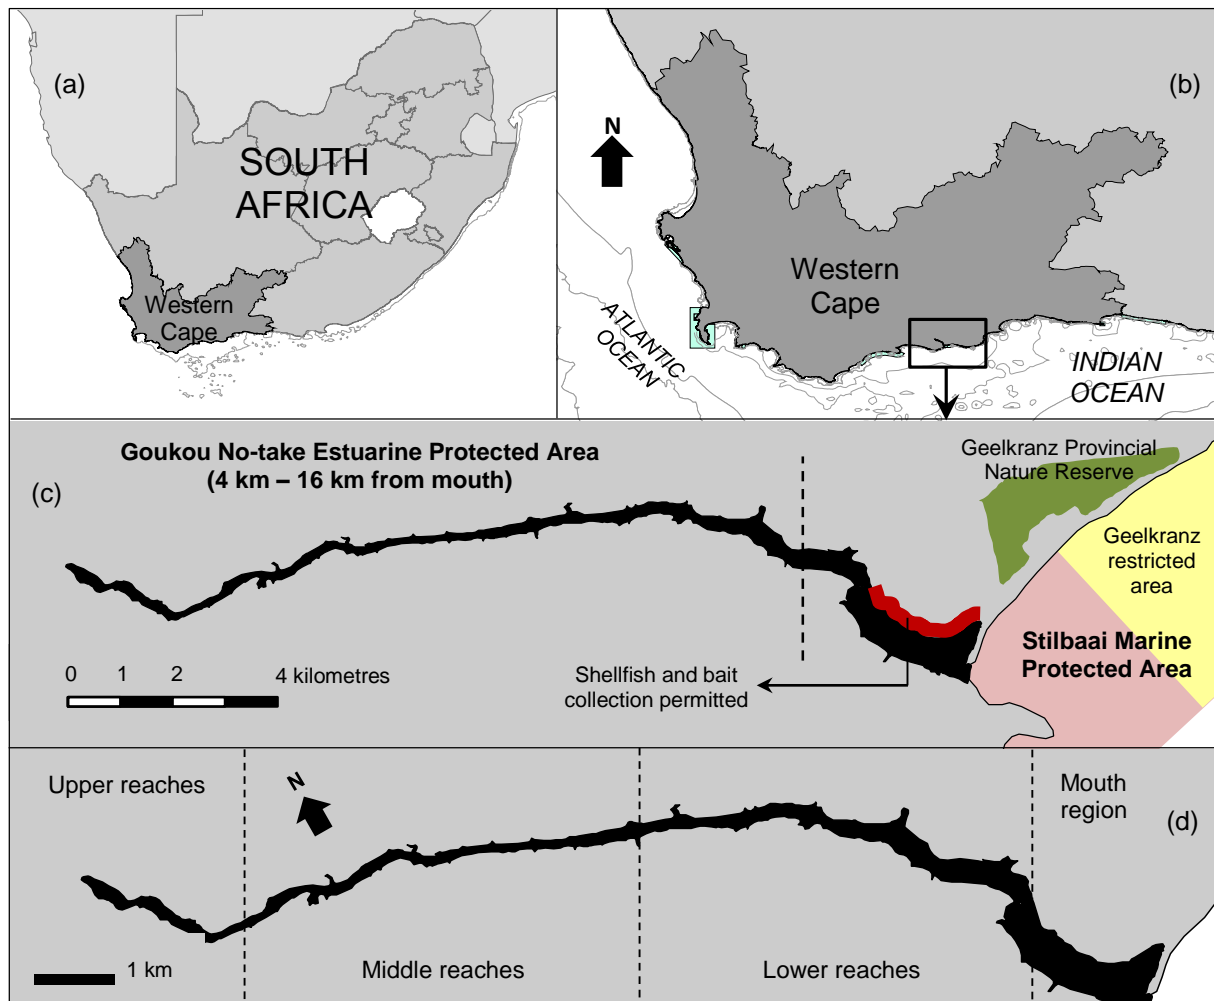 (a)
SOUTH
AFRICA
Western
Cape
(b)
N
Western
Cape
ATLANTIC
OCEAN
INDIAN
OCEAN
(c)
Goukou No-take Estuarine Protected Area
(4 km – 16 km from mouth)
Geelkranz Provincial
Nature Reserve
Geelkranz
restricted
area
Stilbaai Marine
Protected Area
Shellfish and bait
collection permitted
0 1 2 4 kilometres
Upper reaches
N
Mouth
region
(d)
1 km
Middle reaches
Lower reaches